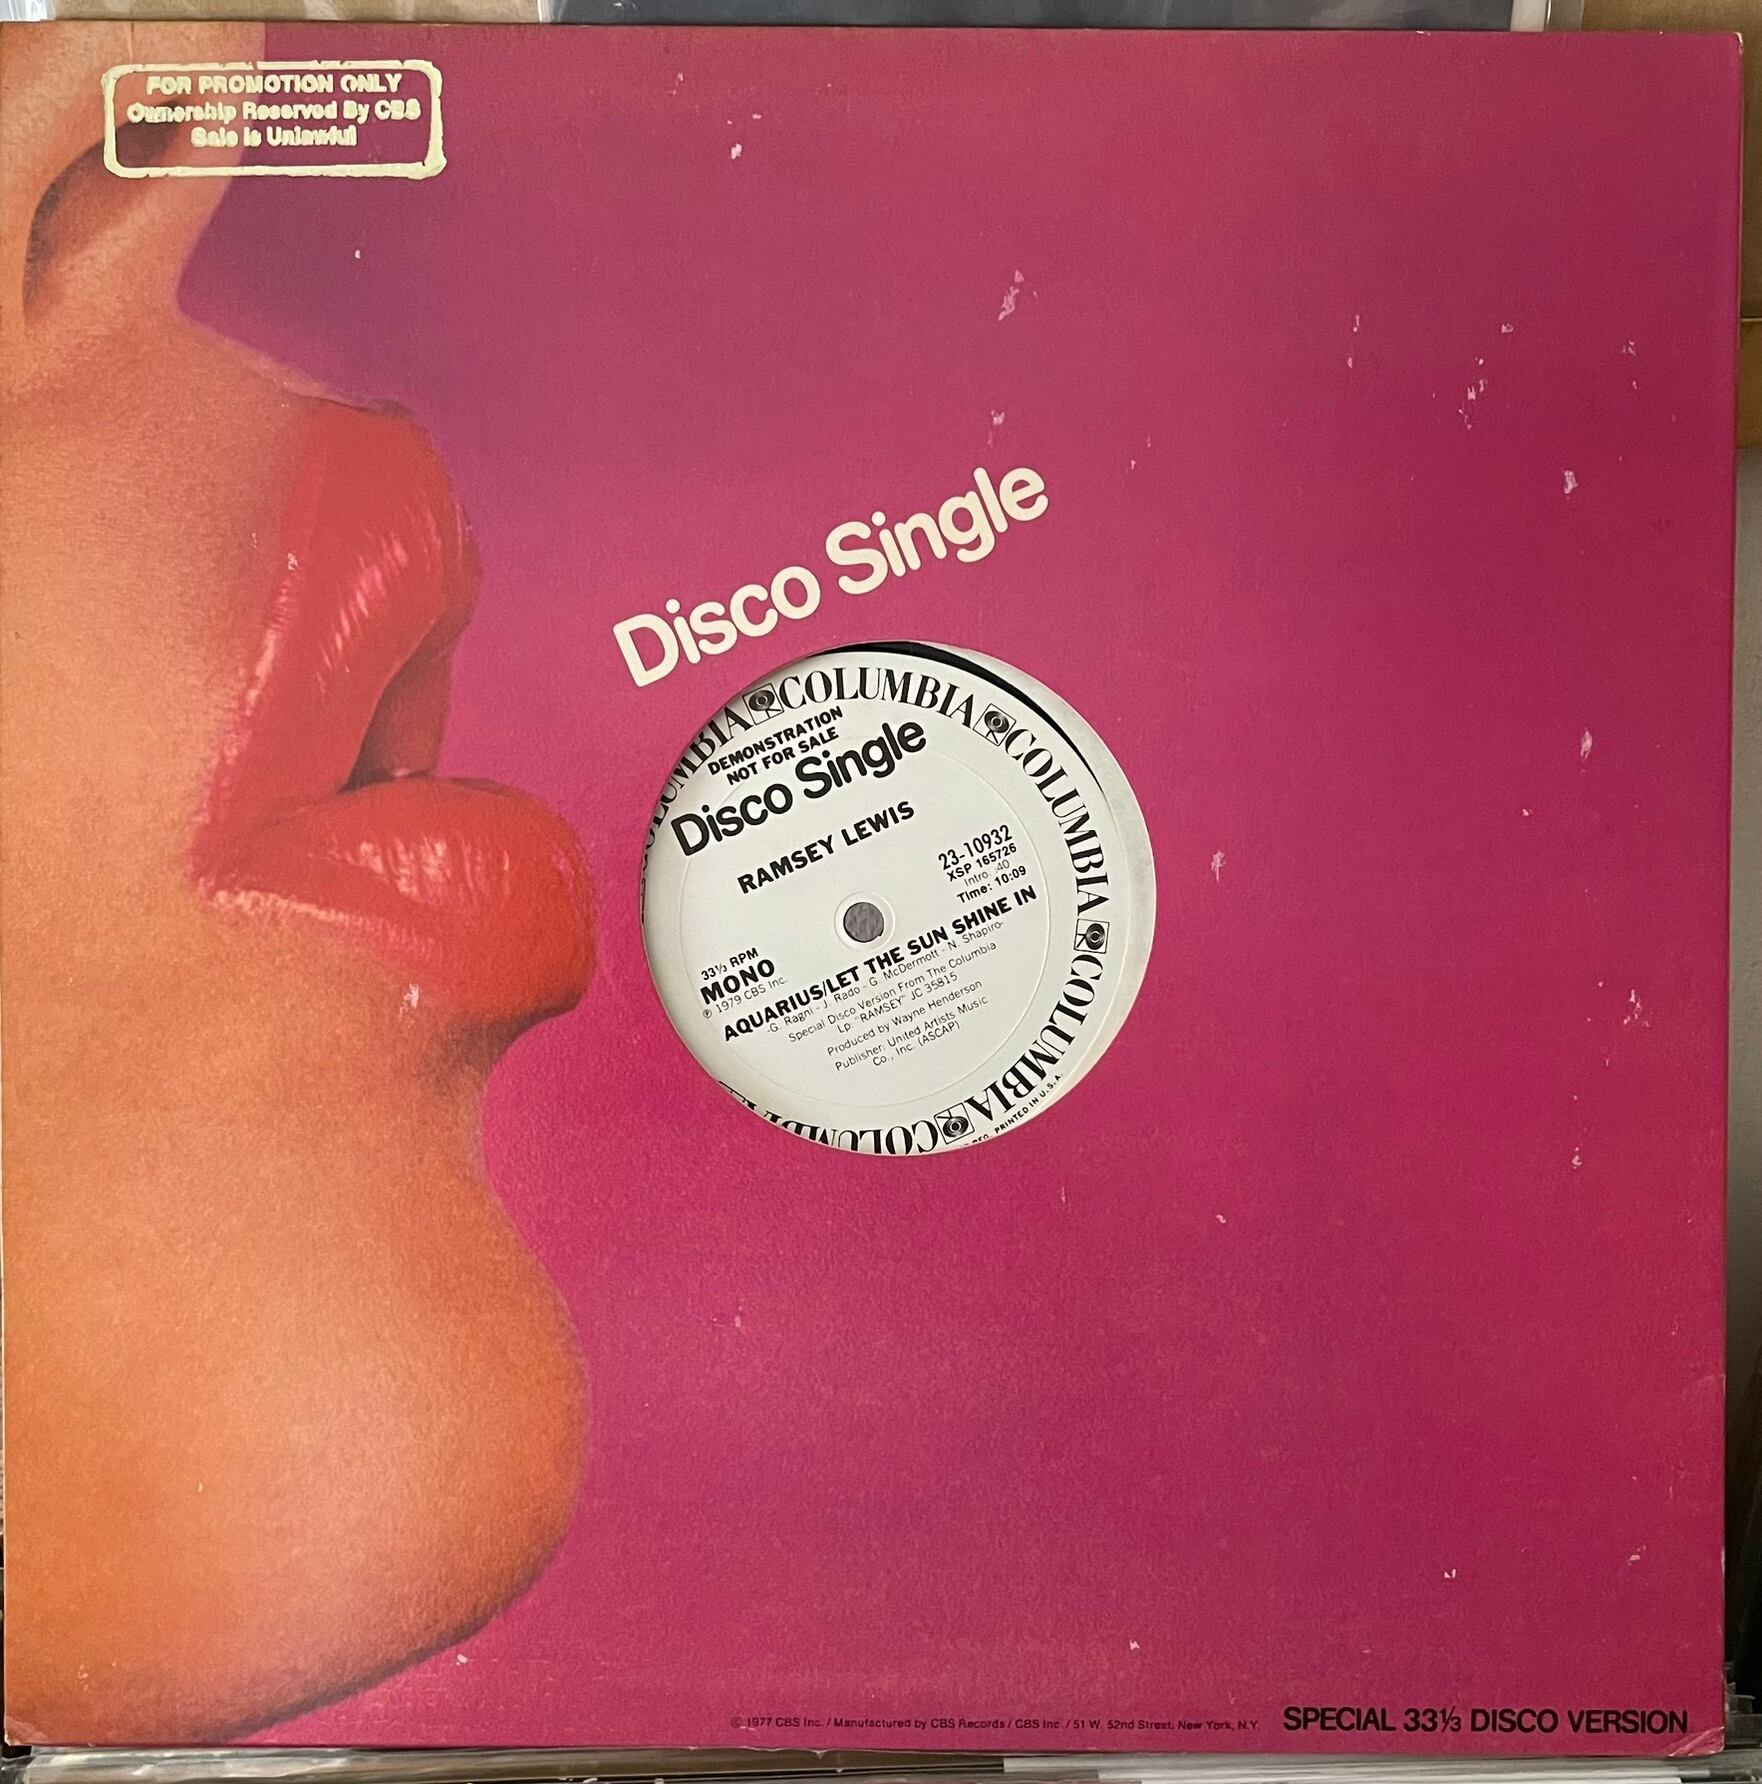 FOR PROMOTION ONLY
Ownership Reserved By CBS
Sale is Unlawful
Disco Single
COLUMBIA COLUMBIA COLUMBIA COLUMBIA COLUMBIA
DEMONSTRATION
NOT FOR SALE
Disco Single
RAMSEY LEWIS
23-10932
XSP 165726
Intro. :40
Time: 10:09
33⅓ RPM
MONO
℗ 1979 CBS Inc.
AQUARIUS/LET THE SUN SHINE IN
-G. Ragni - J. Rado - G. McDermott - N. Shapiro-
Special Disco Version From The Columbia
Lp: "RAMSEY" JC 35815
Produced by Wayne Henderson
Publisher: United Artists Music
Co., Inc. (ASCAP)
PRINTED IN U.S.A.
© 1977 CBS Inc. / Manufactured by CBS Records / CBS Inc. / 51 W. 52nd Street, New York, N.Y.
SPECIAL 33⅓ DISCO VERSION